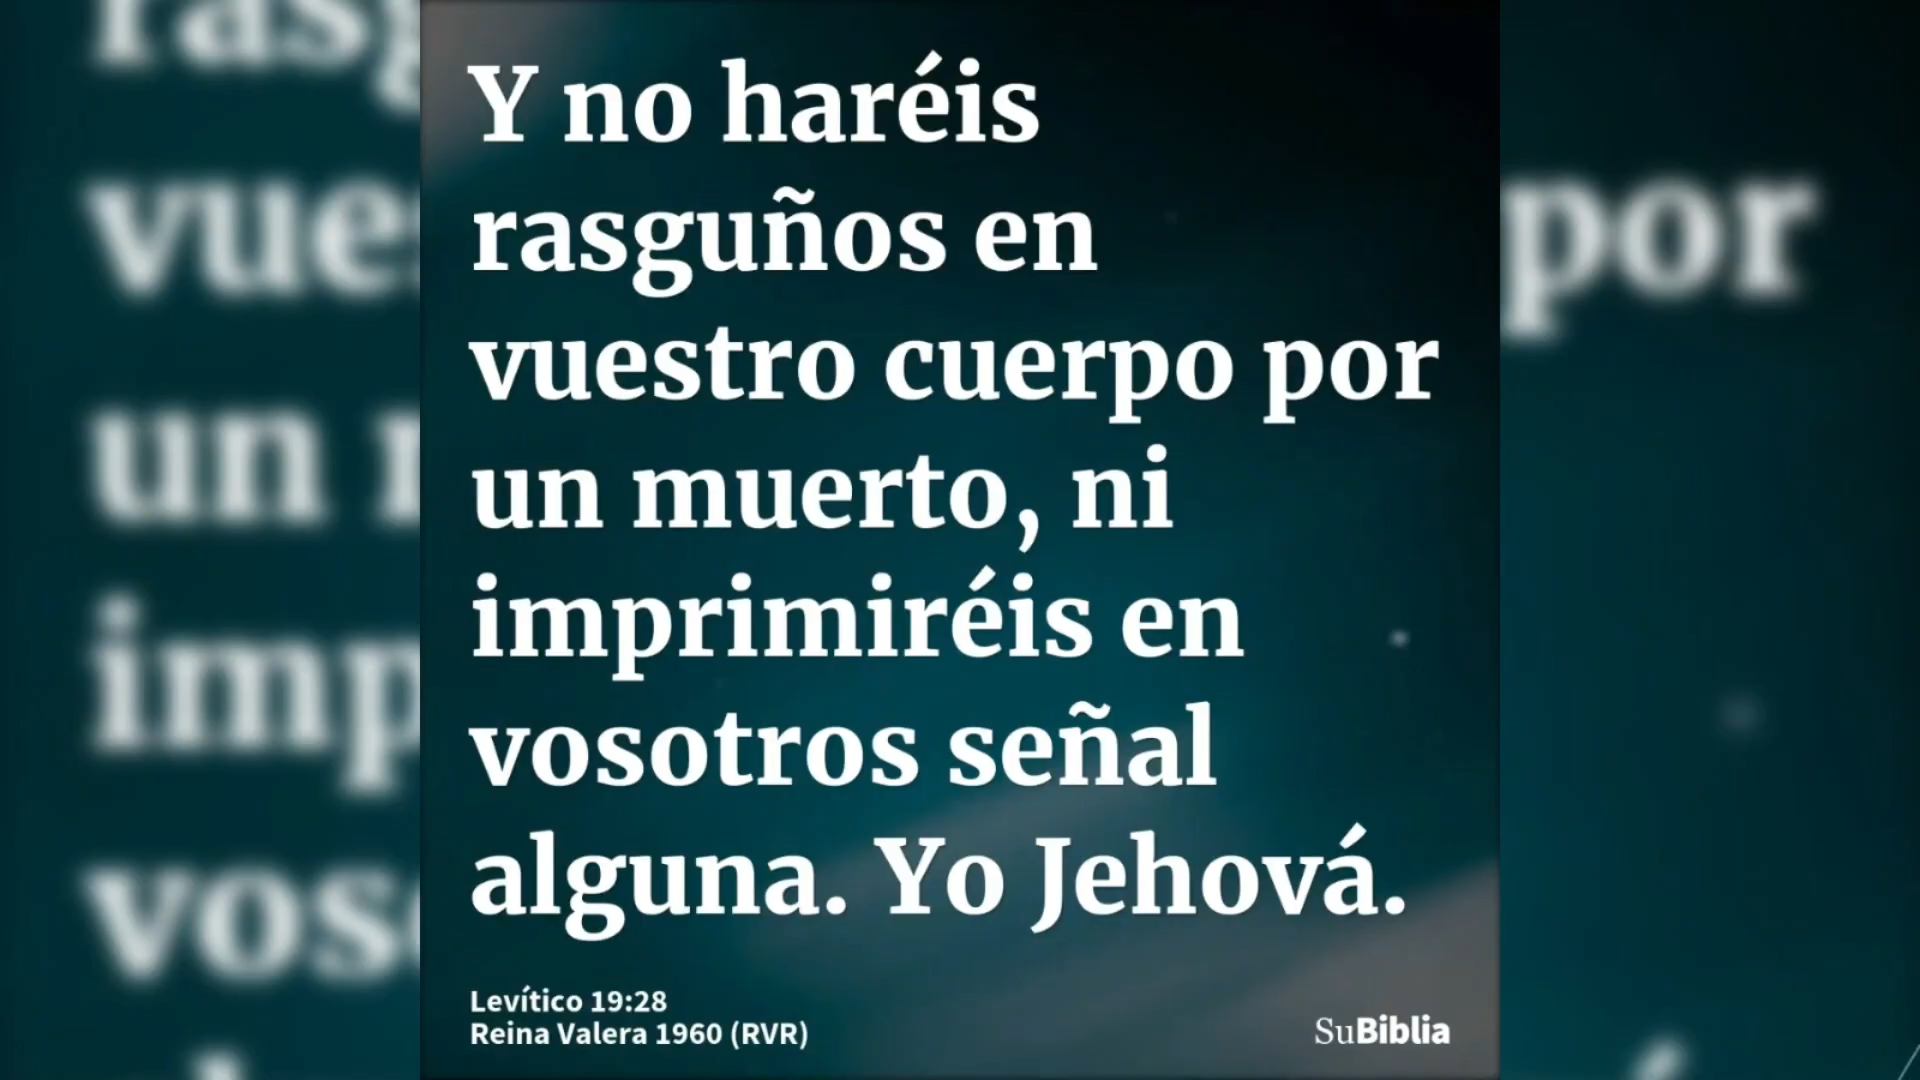 Y no haréis
rasguños en
vuestro cuerpo por
un muerto, ni
imprimiréis en
vosotros señal
alguna. Yo Jehová.
Levítico 19:28
Reina Valera 1960 (RVR)
SuBiblia